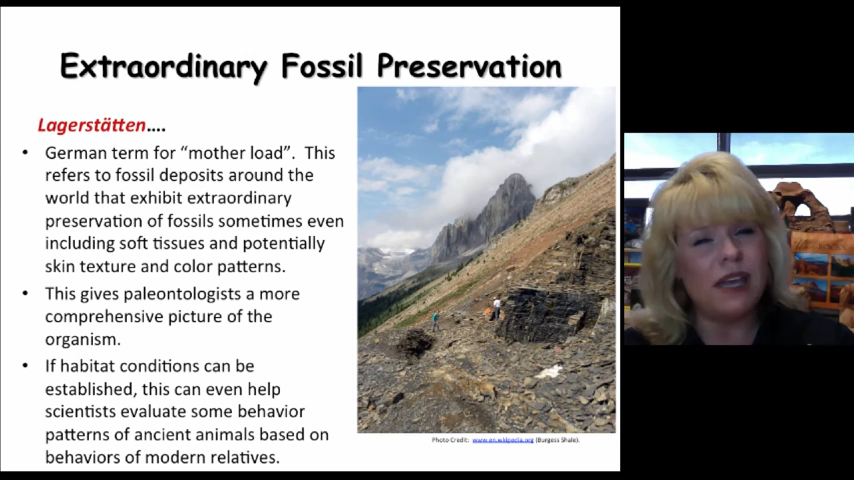 Extraordinary Fossil Preservation
Lagerstätten....
• German term for “mother load”. This
refers to fossil deposits around the
world that exhibit extraordinary
preservation of fossils sometimes even
including soft tissues and potentially
skin texture and color patterns.
• This gives paleontologists a more
comprehensive picture of the
organism.
• If habitat conditions can be
established, this can even help
scientists evaluate some behavior
patterns of ancient animals based on
behaviors of modern relatives.
Photo Credit: www.en.wikipedia.org (Burgess Shale).